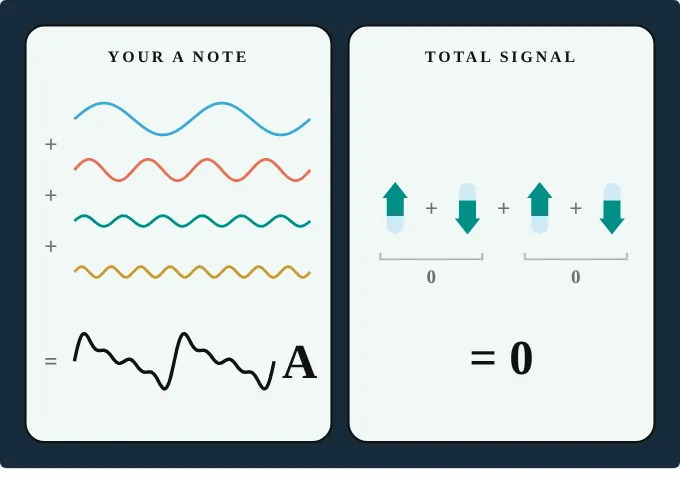 YOUR A NOTE
+
+
+
= A
TOTAL SIGNAL
+ + +
0 0
= 0